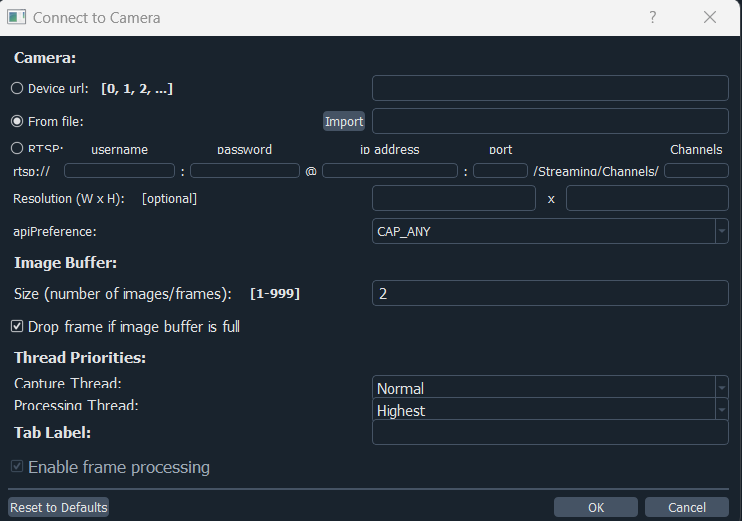 Connect to Camera ?
Camera:
Device url: [0, 1, 2, ...]
From file: Import
RTSP: username password ip address port Channels
rtsp:// : @ : /Streaming/Channels/
Resolution (W x H): [optional] x
apiPreference: CAP_ANY
Image Buffer:
Size (number of images/frames): [1-999] 2
Drop frame if image buffer is full
Thread Priorities:
Capture Thread: Normal
Processing Thread: Highest
Tab Label:
Enable frame processing
Reset to Defaults OK Cancel